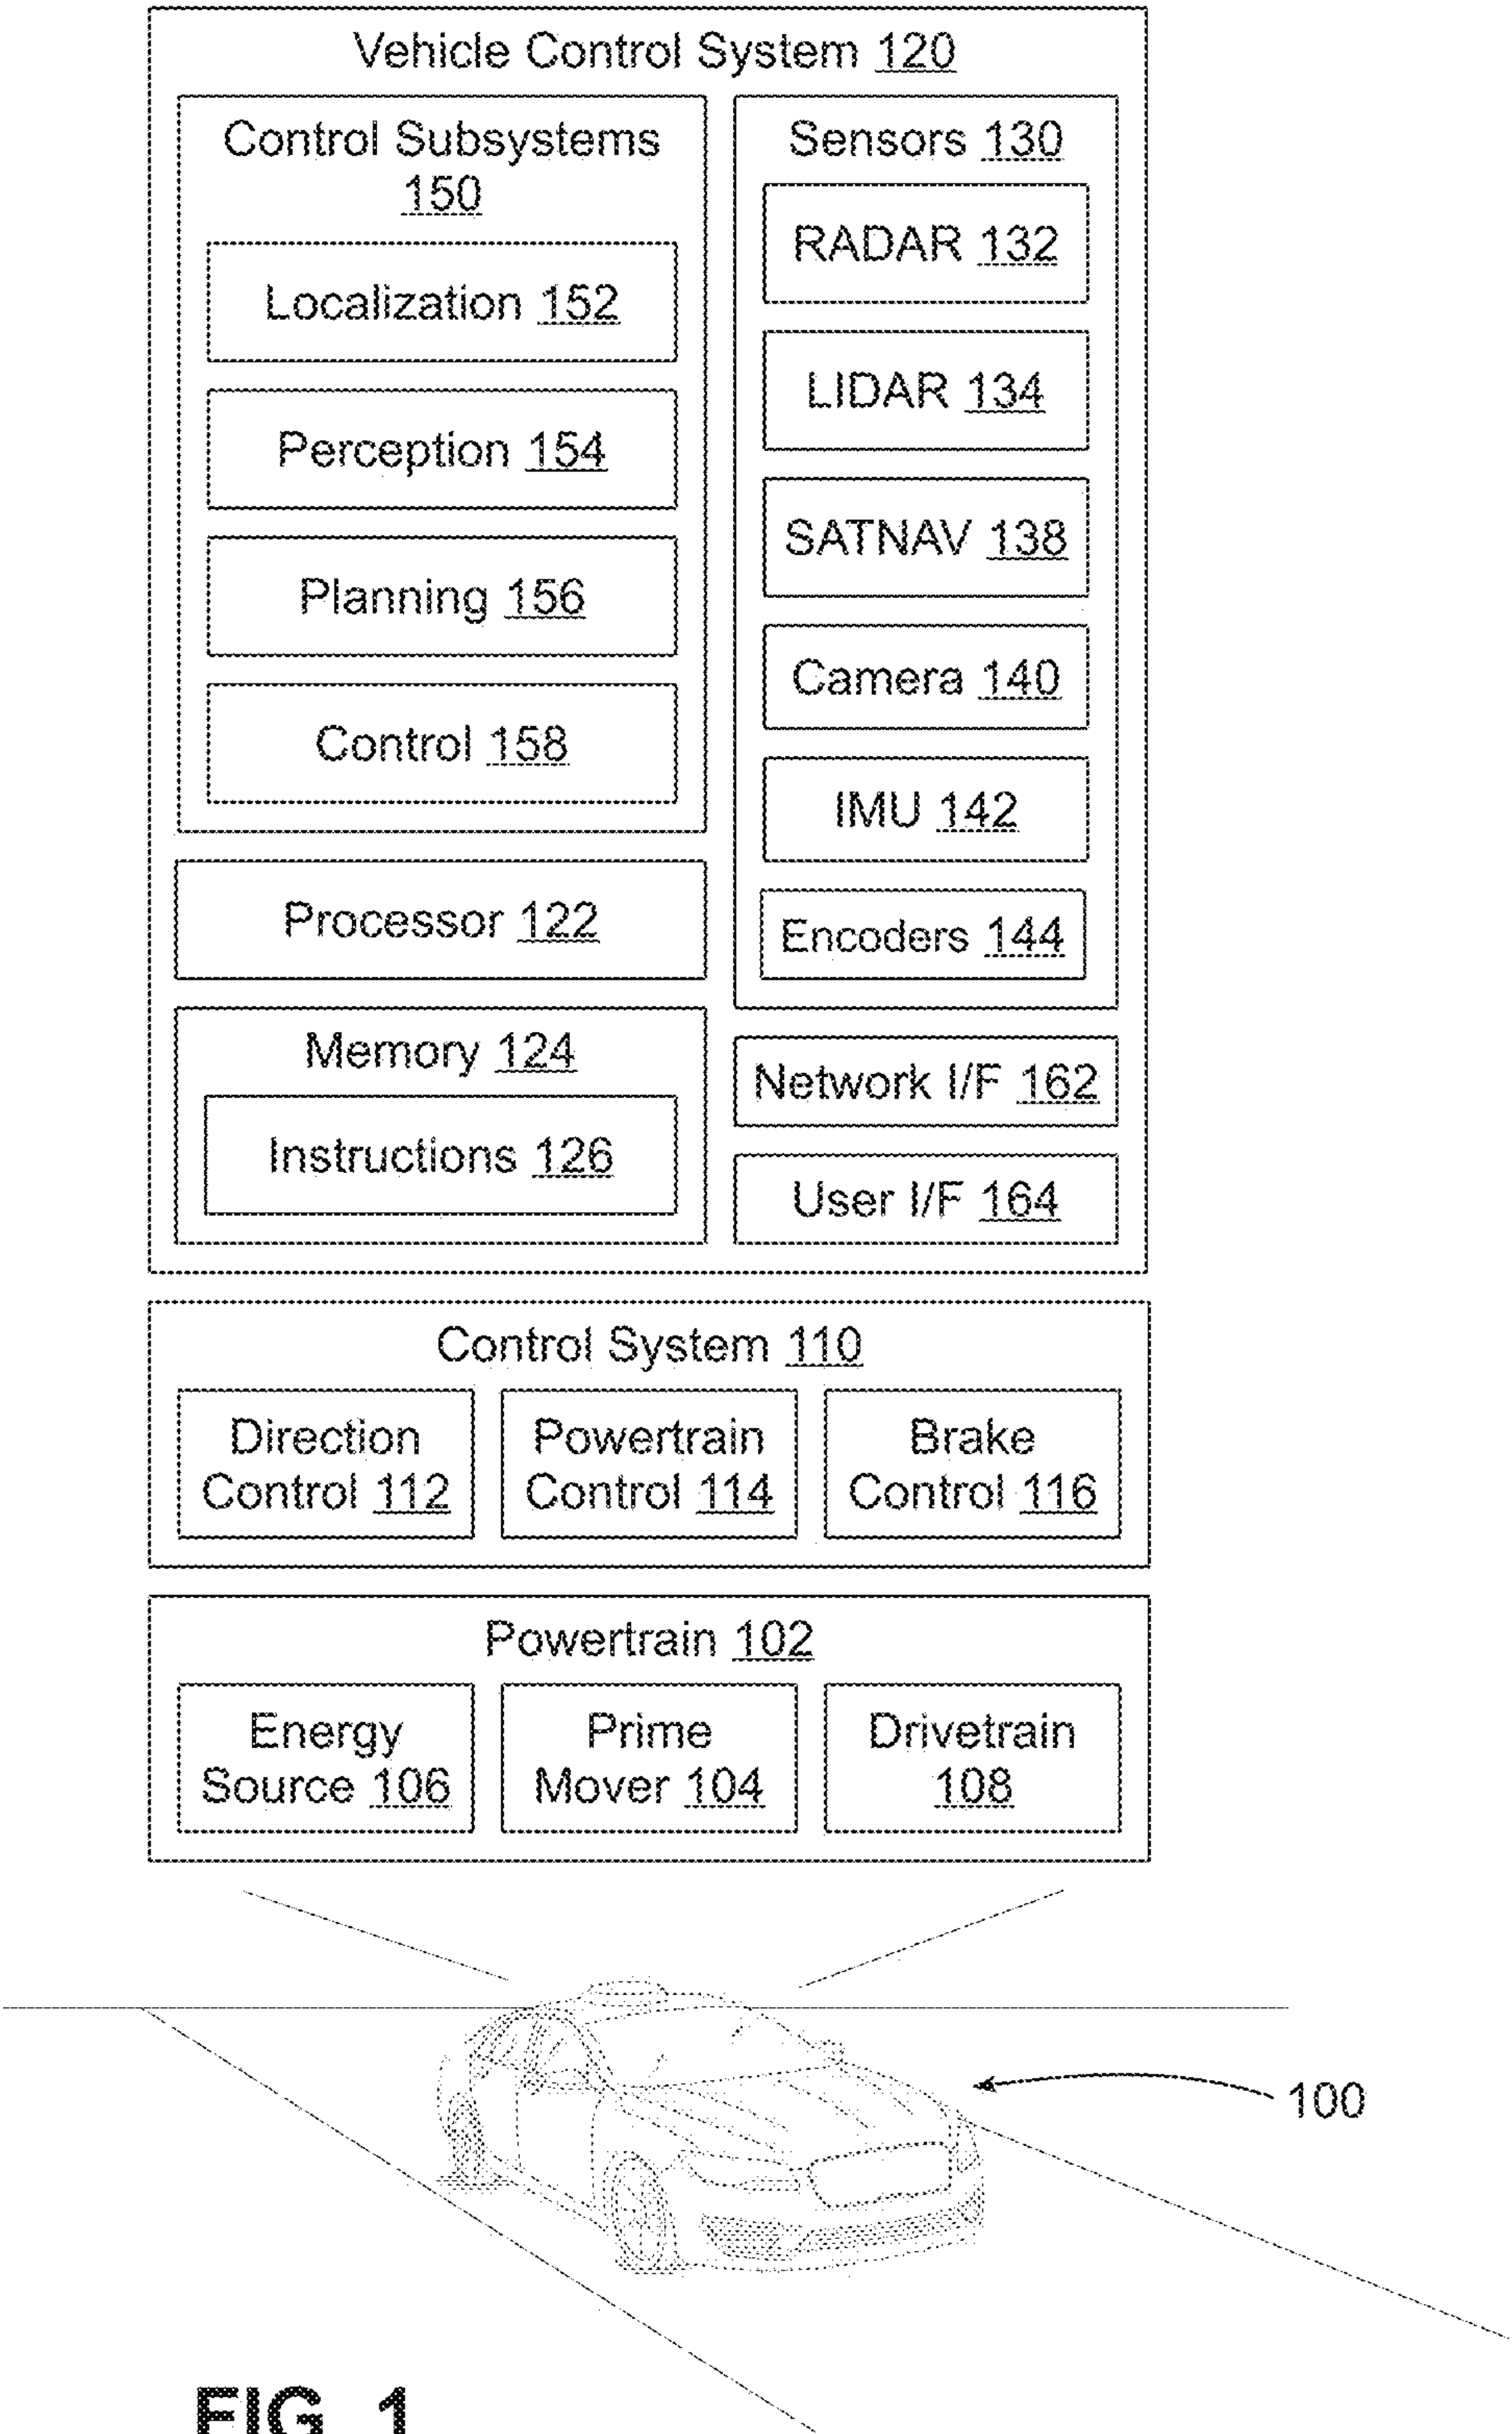 Vehicle Control System 120
Control Subsystems
150
Localization 152
Perception 154
Planning 156
Control 158
Processor 122
Memory 124
Instructions 126
Sensors 130
RADAR 132
LIDAR 134
SATNAV 138
Camera 140
IMU 142
Encoders 144
Network I/F 162
User I/F 164
Control System 110
Direction
Control 112
Powertrain
Control 114
Brake
Control 116
Powertrain 102
Energy
Source 106
Prime
Mover 104
Drivetrain
108
100
FIG. 1